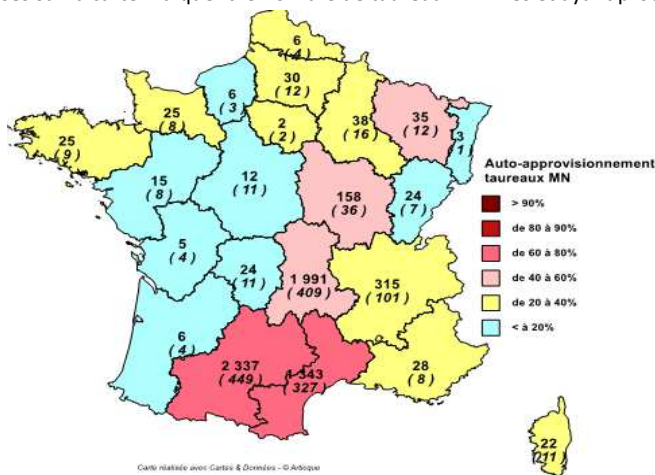 6
( 4 )
30
( 12 )
6
( 3 )
25
( 8 )
2
( 2 )
38
( 16 )
35
( 12 )
3
25
( 9 )
15
( 8 )
12
( 11 )
158
( 36 )
24
( 7 )
5
( 4 )
24
( 11 )
1 991
( 409 )
315
( 101 )
6
( 4 )
2 337
( 449 )
343
( 327 )
28
( 8 )
22
Auto-approvisionnement
taureaux MN
> 90%
de 80 à 90%
de 60 à 80%
de 40 à 60%
de 20 à 40%
< à 20%
Carte réalisée avec Cartes & Données - © Articque